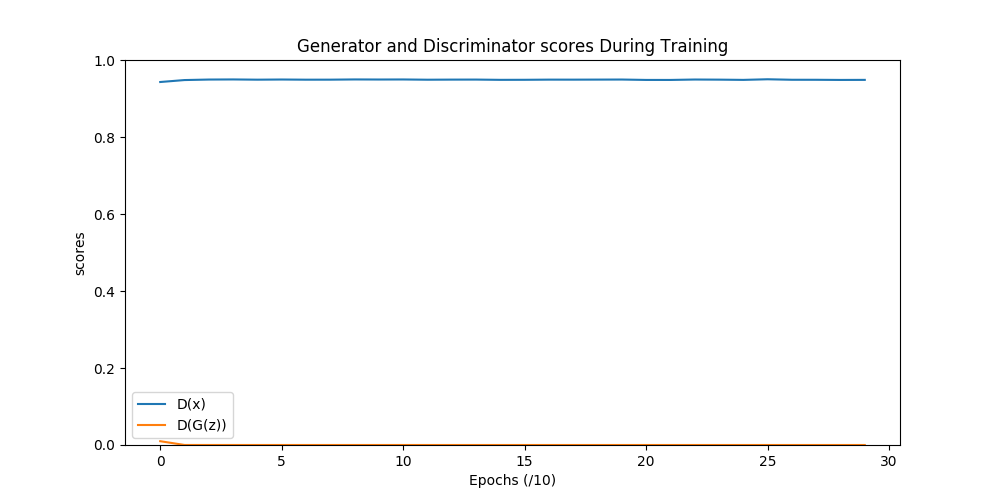 Generator and Discriminator scores During Training
1.0
0.8
0.6
0.4
0.2
0.0
scores
D(x)
D(G(z))
0 5 10 15 20 25 30
Epochs (/10)